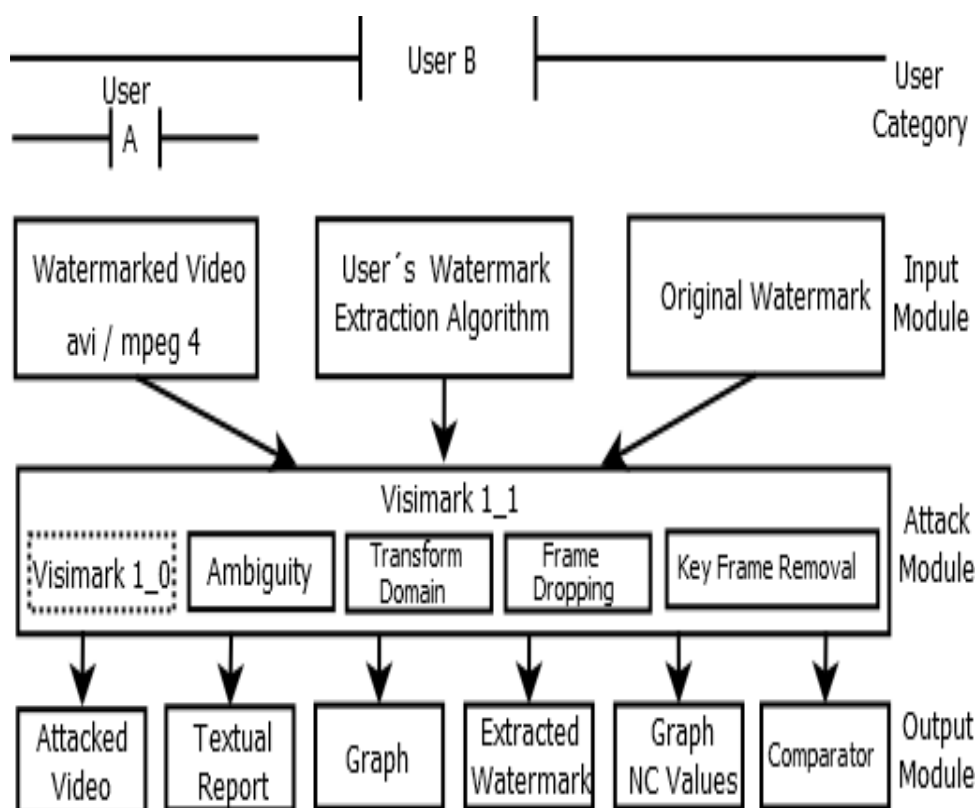 User B
User
Category
User
A
Watermarked Video
avi / mpeg 4
User´s Watermark
Extraction Algorithm
Original Watermark
Input
Module
Visimark 1_1
Attack
Module
Visimark 1_0
Ambiguity
Transform
Domain
Frame
Dropping
Key Frame Removal
Attacked
Video
Textual
Report
Graph
Extracted
Watermark
Graph
NC Values
Comparator
Output
Module